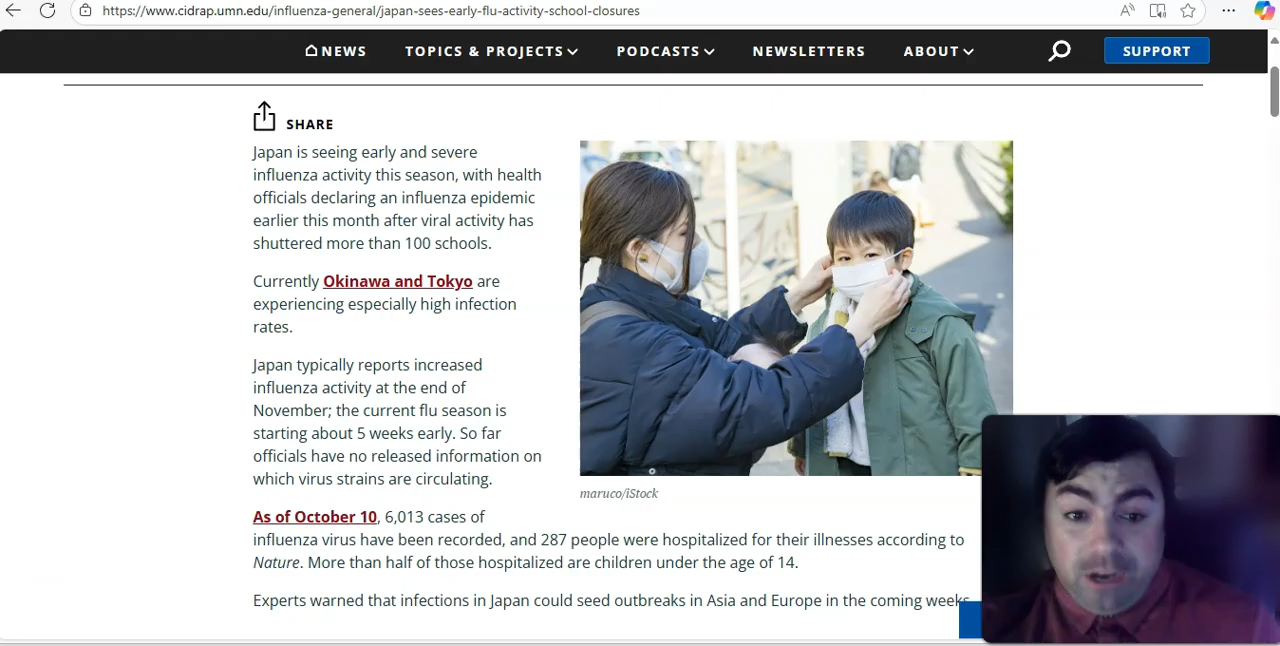 https://www.cidrap.umn.edu/influenza-general/japan-sees-early-flu-activity-school-closures
NEWS TOPICS & PROJECTS PODCASTS NEWSLETTERS ABOUT SUPPORT
SHARE
Japan is seeing early and severe
influenza activity this season, with health
officials declaring an influenza epidemic
earlier this month after viral activity has
shuttered more than 100 schools.
Currently Okinawa and Tokyo are
experiencing especially high infection
rates.
Japan typically reports increased
influenza activity at the end of
November; the current flu season is
starting about 5 weeks early. So far
officials have no released information on
which virus strains are circulating.
maruco/iStock
As of October 10, 6,013 cases of
influenza virus have been recorded, and 287 people were hospitalized for their illnesses according to
Nature. More than half of those hospitalized are children under the age of 14.
Experts warned that infections in Japan could seed outbreaks in Asia and Europe in the coming weeks